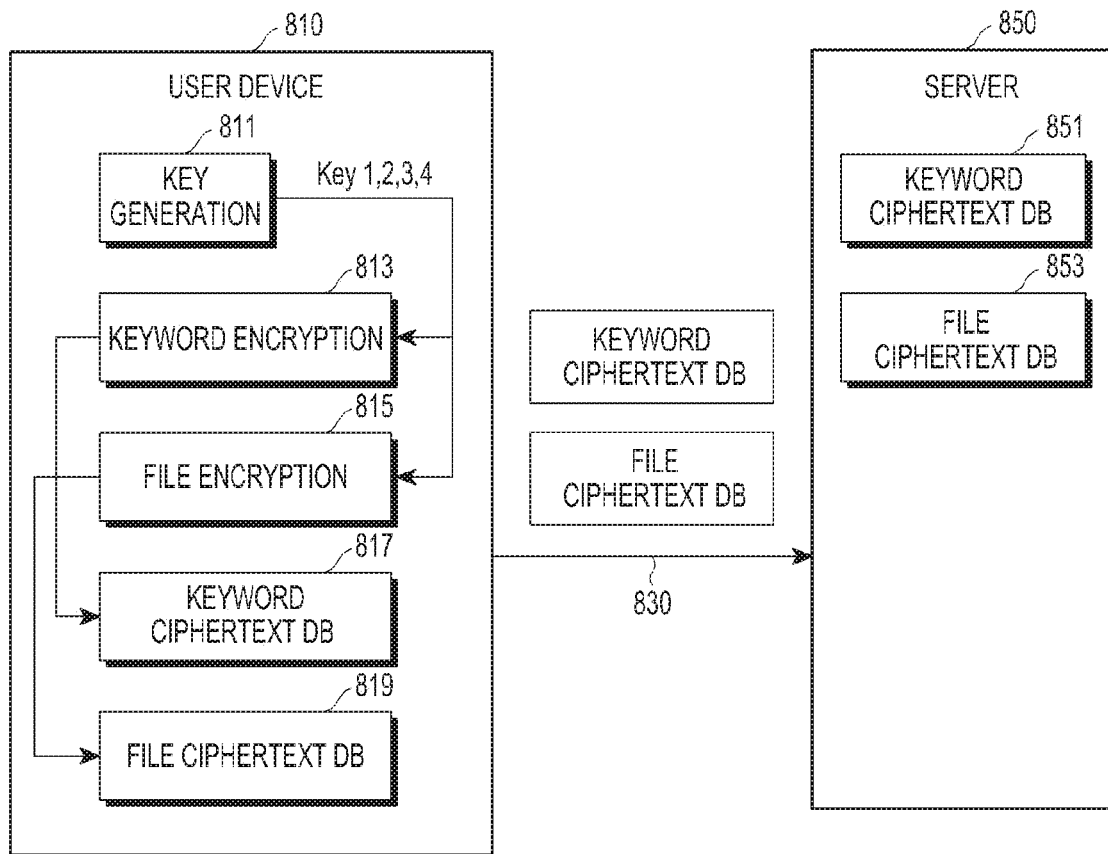 810
USER DEVICE
811
KEY
GENERATION
Key 1,2,3,4
813
KEYWORD ENCRYPTION
815
FILE ENCRYPTION
817
KEYWORD
CIPHERTEXT DB
819
FILE CIPHERTEXT DB
KEYWORD
CIPHERTEXT DB
FILE
CIPHERTEXT DB
830
850
SERVER
851
KEYWORD
CIPHERTEXT DB
853
FILE
CIPHERTEXT DB